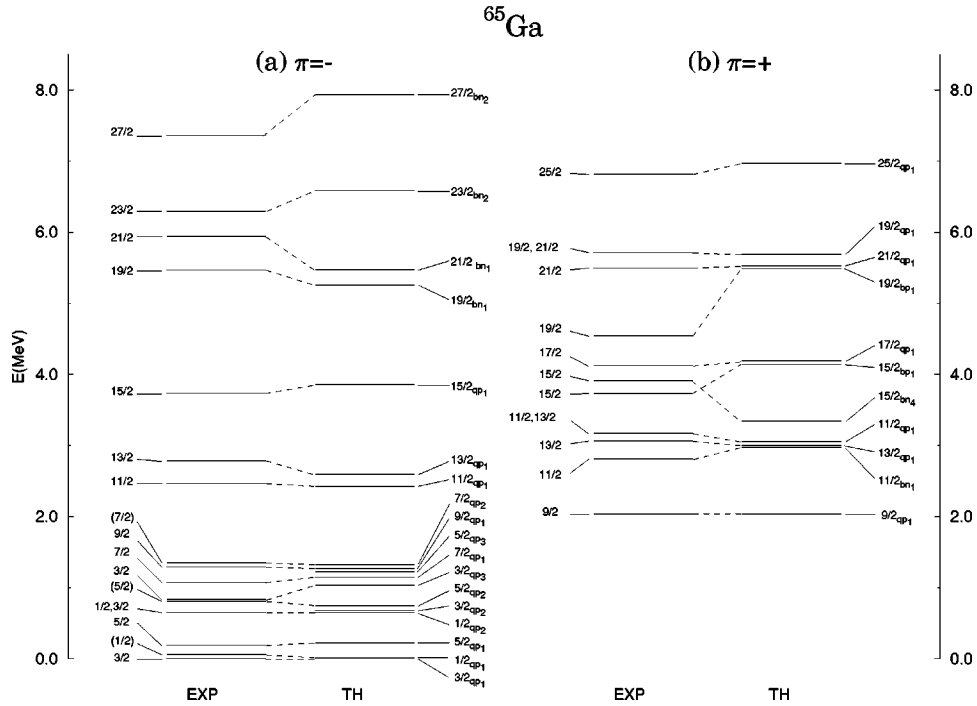 65Ga
(a) π=-
(b) π=+
8.0
6.0
4.0
2.0
0.0
E(MeV)
27/2
23/2
21/2
19/2
15/2
13/2
11/2
(7/2)
9/2
7/2
3/2
(5/2)
1/2,3/2
5/2
(1/2)
3/2
27/2bn2
23/2bn2
21/2bn1
19/2bn1
15/2qp1
13/2qp1
11/2qp1
7/2qp2
9/2qp1
5/2qp3
7/2qp1
3/2qp3
5/2qp2
3/2qp2
1/2qp2
5/2qp1
1/2qp1
3/2qp1
EXP
TH
25/2
19/2, 21/2
21/2
19/2
17/2
15/2
15/2
11/2,13/2
13/2
11/2
9/2
25/2qp1
19/2qp1
21/2qp1
19/2bp1
17/2qp1
15/2bp1
15/2bn4
11/2qp1
13/2qp1
11/2bn1
9/2qp1
EXP
TH
8.0
6.0
4.0
2.0
0.0